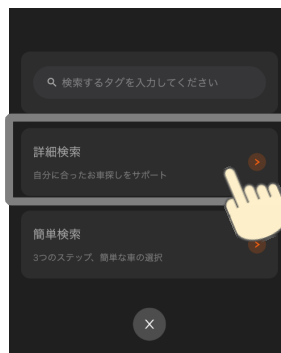 検索するタグを入力してください
詳細検索
自分に合ったお車探しをサポート
簡単検索
3つのステップ、簡単な車の選択